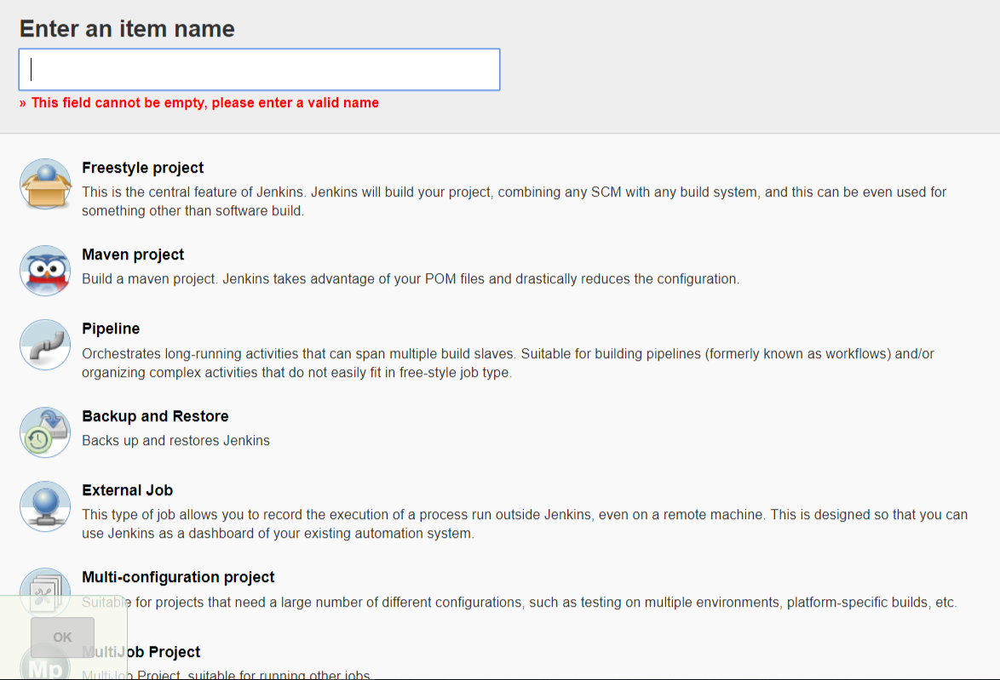 Enter an item name
» This field cannot be empty, please enter a valid name
Freestyle project
This is the central feature of Jenkins. Jenkins will build your project, combining any SCM with any build system, and this can be even used for
something other than software build.
Maven project
Build a maven project. Jenkins takes advantage of your POM files and drastically reduces the configuration.
Pipeline
Orchestrates long-running activities that can span multiple build slaves. Suitable for building pipelines (formerly known as workflows) and/or
organizing complex activities that do not easily fit in free-style job type.
Backup and Restore
Backs up and restores Jenkins
External Job
This type of job allows you to record the execution of a process run outside Jenkins, even on a remote machine. This is designed so that you can
use Jenkins as a dashboard of your existing automation system.
Multi-configuration project
Suitable for projects that need a large number of different configurations, such as testing on multiple environments, platform-specific builds, etc.
OK
MultiJob Project
Mp
MultiJob Project, suitable for running other jobs